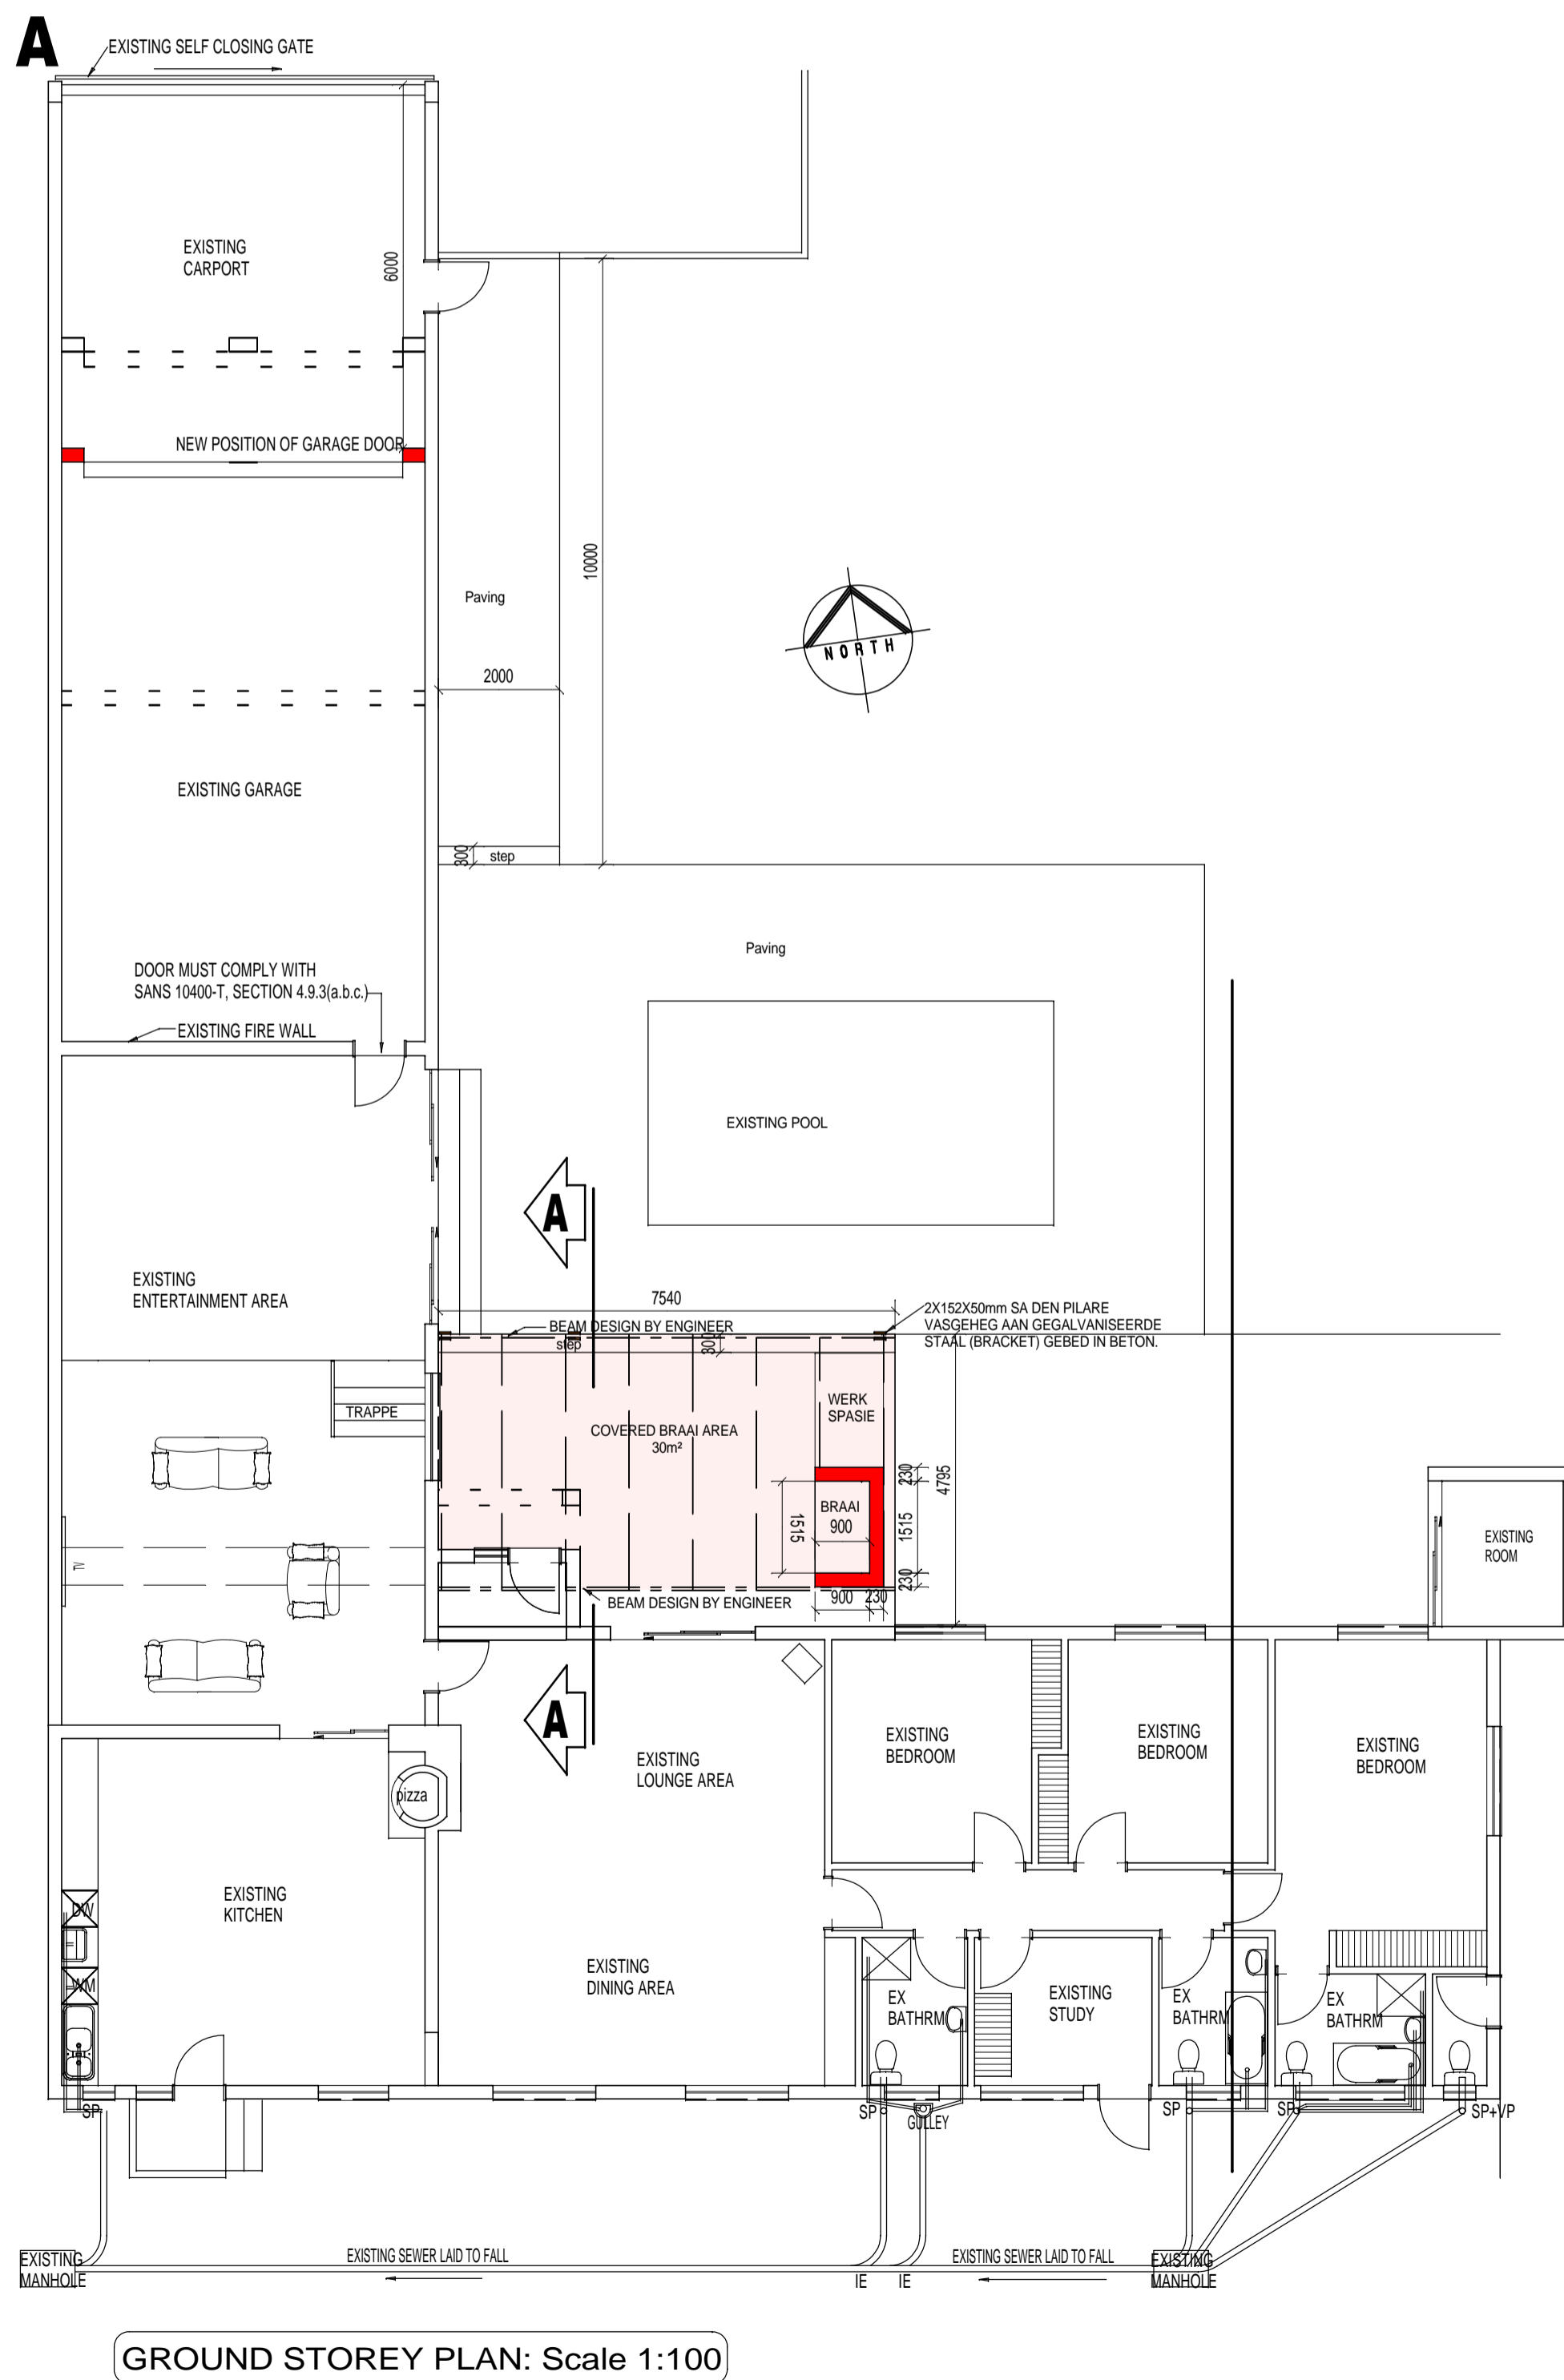 A
EXISTING SELF CLOSING GATE
EXISTING
CARPORT
6000
NEW POSITION OF GARAGE DOOR
10000
Paving
NORTH
2000
EXISTING GARAGE
300
step
Paving
DOOR MUST COMPLY WITH
SANS 10400-T, SECTION 4.9.3(a.b.c.)
EXISTING FIRE WALL
EXISTING POOL
A
EXISTING
ENTERTAINMENT AREA
7540
2X152X50mm SA DEN PILARE
VASGEHEG AAN GEGALVANISEERDE
STAAL (BRACKET) GEBED IN BETON.
BEAM DESIGN BY ENGINEER
step
300
TRAPPE
WERK
SPASIE
COVERED BRAAI AREA
30m²
230
4795
BRAAI
900
1515
1515
230
TV
EXISTING
ROOM
900
230
BEAM DESIGN BY ENGINEER
A
EXISTING
LOUNGE AREA
EXISTING
BEDROOM
EXISTING
BEDROOM
EXISTING
BEDROOM
pizza
EXISTING
KITCHEN
DW
WM
EXISTING
DINING AREA
EX
BATHRM
EXISTING
STUDY
EX
BATHRM
EX
BATHRM
SP
SP
GULLEY
SP
SP
SP+VP
EXISTING
MANHOLE
EXISTING SEWER LAID TO FALL
IE
IE
EXISTING SEWER LAID TO FALL
EXISTING
MANHOLE
GROUND STOREY PLAN: Scale 1:100